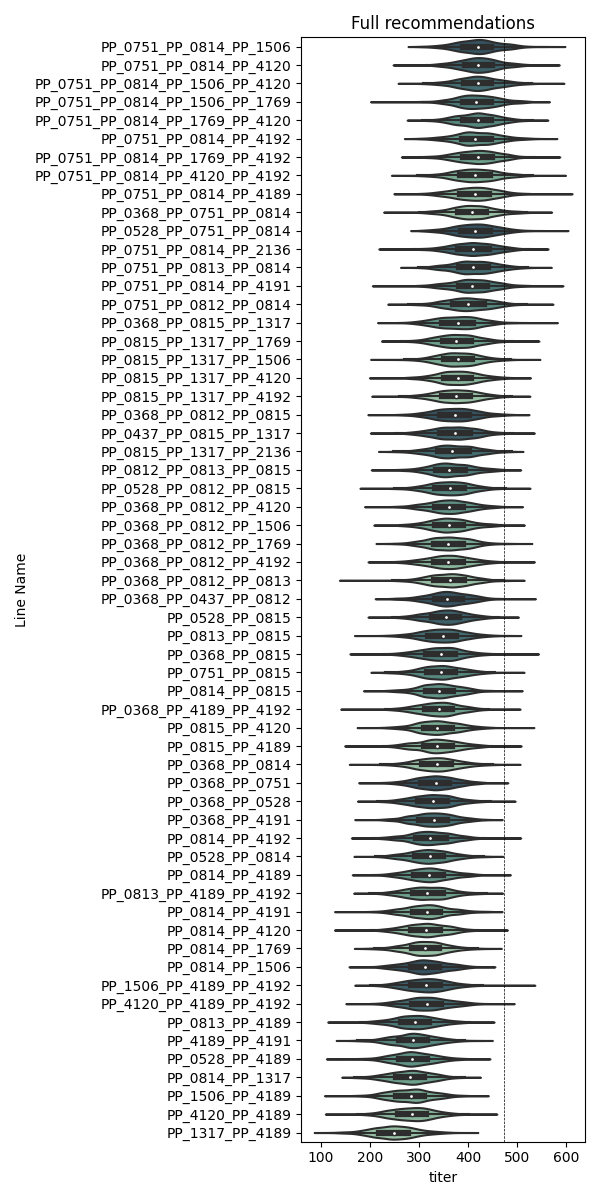 Full recommendations
PP_0751_PP_0814_PP_1506
PP_0751_PP_0814_PP_4120
PP_0751_PP_0814_PP_1506_PP_4120
PP_0751_PP_0814_PP_1506_PP_1769
PP_0751_PP_0814_PP_1769_PP_4120
PP_0751_PP_0814_PP_4192
PP_0751_PP_0814_PP_1769_PP_4192
PP_0751_PP_0814_PP_4120_PP_4192
PP_0751_PP_0814_PP_4189
PP_0368_PP_0751_PP_0814
PP_0528_PP_0751_PP_0814
PP_0751_PP_0814_PP_2136
PP_0751_PP_0813_PP_0814
PP_0751_PP_0814_PP_4191
PP_0751_PP_0812_PP_0814
PP_0368_PP_0815_PP_1317
PP_0815_PP_1317_PP_1769
PP_0815_PP_1317_PP_1506
PP_0815_PP_1317_PP_4120
PP_0815_PP_1317_PP_4192
PP_0368_PP_0812_PP_0815
PP_0437_PP_0815_PP_1317
PP_0815_PP_1317_PP_2136
PP_0812_PP_0813_PP_0815
PP_0528_PP_0812_PP_0815
PP_0368_PP_0812_PP_4120
PP_0368_PP_0812_PP_1506
PP_0368_PP_0812_PP_1769
PP_0368_PP_0812_PP_4192
PP_0368_PP_0812_PP_0813
PP_0368_PP_0437_PP_0812
PP_0528_PP_0815
PP_0813_PP_0815
PP_0368_PP_0815
PP_0751_PP_0815
PP_0814_PP_0815
PP_0368_PP_4189_PP_4192
PP_0815_PP_4120
PP_0815_PP_4189
PP_0368_PP_0814
PP_0368_PP_0751
PP_0368_PP_0528
PP_0368_PP_4191
PP_0814_PP_4192
PP_0528_PP_0814
PP_0814_PP_4189
PP_0813_PP_4189_PP_4192
PP_0814_PP_4191
PP_0814_PP_4120
PP_0814_PP_1769
PP_0814_PP_1506
PP_1506_PP_4189_PP_4192
PP_4120_PP_4189_PP_4192
PP_0813_PP_4189
PP_4189_PP_4191
PP_0528_PP_4189
PP_0814_PP_1317
PP_1506_PP_4189
PP_4120_PP_4189
PP_1317_PP_4189
Line Name
100 200 300 400 500 600
titer